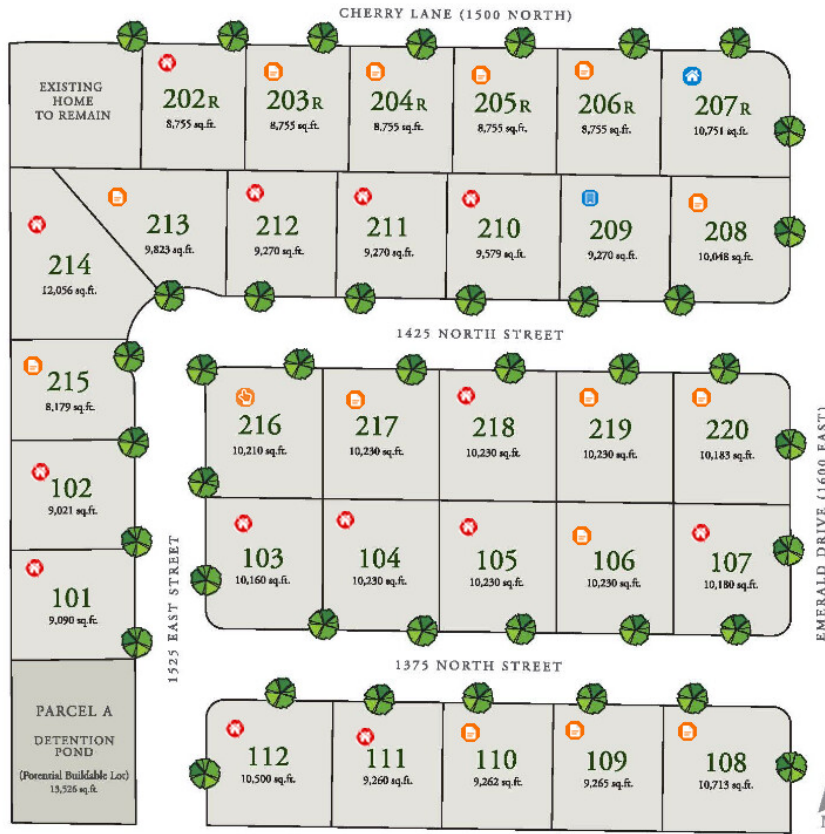 CHERRY LANE (1500 NORTH)
EXISTING
HOME
TO REMAIN
202R
8,755 sq.ft.
203R
8,755 sq.ft.
204R
8,755 sq.ft.
205R
8,755 sq.ft.
206R
8,755 sq.ft.
207R
10,751 sq.ft.
214
12,056 sq.ft.
213
9,823 sq.ft.
212
9,270 sq.ft.
211
9,270 sq.ft.
210
9,579 sq.ft.
209
9,270 sq.ft.
208
10,048 sq.ft.
1425 NORTH STREET
215
8,179 sq.ft.
216
10,210 sq.ft.
217
10,230 sq.ft.
218
10,230 sq.ft.
219
10,230 sq.ft.
220
10,183 sq.ft.
EMERALD DRIVE (1600 EAST)
102
9,021 sq.ft.
101
9,090 sq.ft.
1525 EAST STREET
103
10,160 sq.ft.
104
10,230 sq.ft.
105
10,230 sq.ft.
106
10,230 sq.ft.
107
10,180 sq.ft.
1375 NORTH STREET
PARCEL A
DETENTION
POND
(Potential Buildable Lot)
13,526 sq.ft.
112
10,500 sq.ft.
111
9,260 sq.ft.
110
9,262 sq.ft.
109
9,265 sq.ft.
108
10,713 sq.ft.